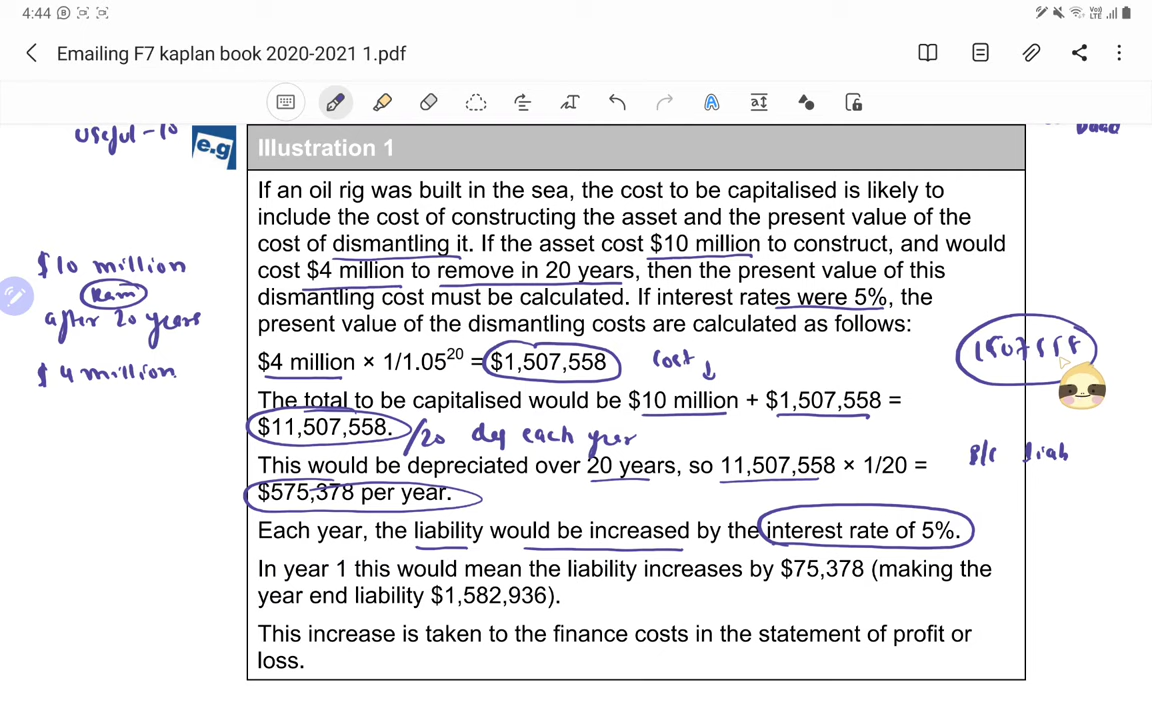 4:44
Vo))
LTE
Emailing F7 kaplan book 2020-2021 1.pdf
useful - 10
e.g
Illustration 1
If an oil rig was built in the sea, the cost to be capitalised is likely to
include the cost of constructing the asset and the present value of the
cost of dismantling it. If the asset cost $10 million to construct, and would
cost $4 million to remove in 20 years, then the present value of this
dismantling cost must be calculated. If interest rates were 5%, the
present value of the dismantling costs are calculated as follows:
$10 million
after 20 years
$ 4 million
$4 million × 1/1.05²⁰ = $1,507,558
cost ↓
The total to be capitalised would be $10 million + $1,507,558 =
$11,507,558.
/20 dep each year
This would be depreciated over 20 years, so 11,507,558 × 1/20 =
$575,378 per year.
Each year, the liability would be increased by the interest rate of 5%.
In year 1 this would mean the liability increases by $75,378 (making the
year end liability $1,582,936).
This increase is taken to the finance costs in the statement of profit or
loss.
1507558